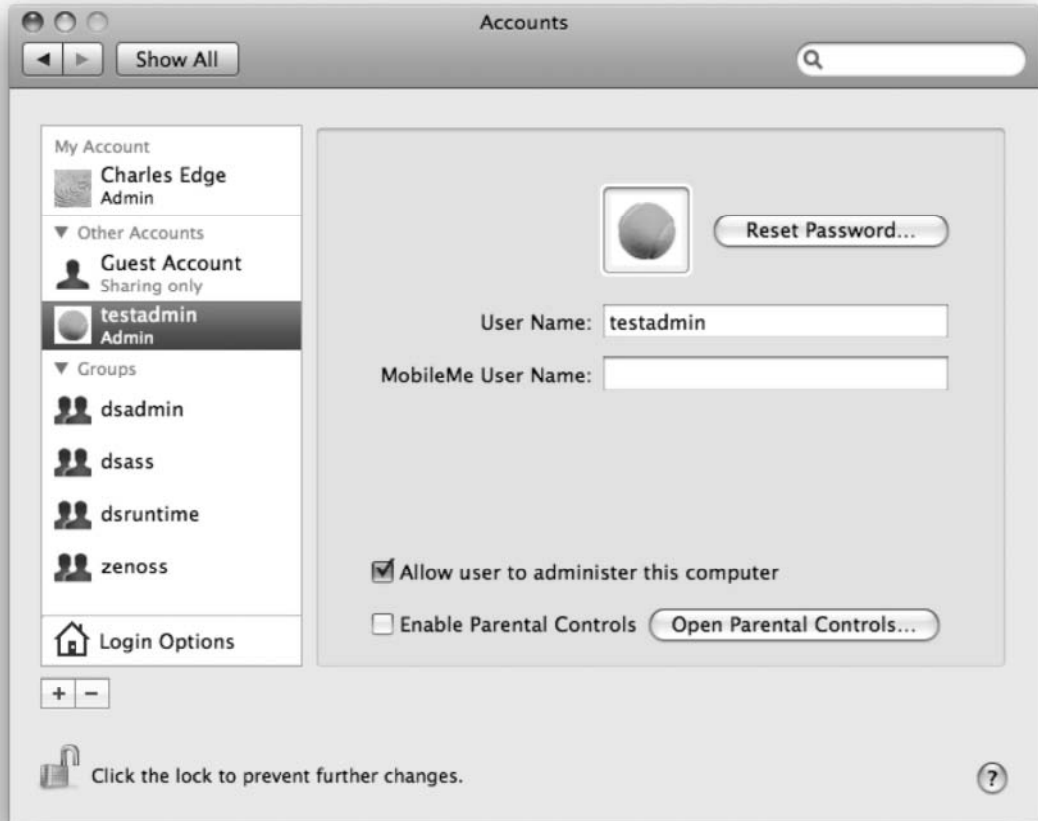 Accounts
Show All
My Account
Charles Edge
Admin
Other Accounts
Guest Account
Sharing only
testadmin
Admin
Groups
dsadmin
dsass
dsruntime
zenoss
Login Options
Reset Password...
User Name: testadmin
MobileMe User Name:
Allow user to administer this computer
Enable Parental Controls Open Parental Controls...
+ −
Click the lock to prevent further changes.
?